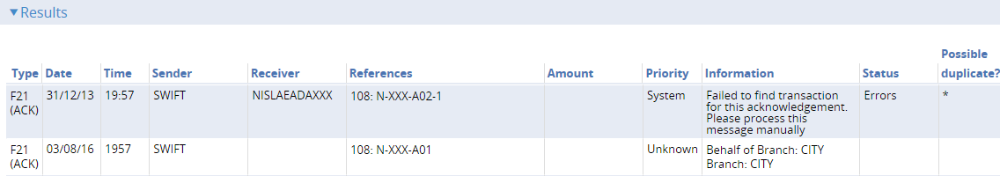 ▼Results
Possible
Type Date Time Sender Receiver References Amount Priority Information Status duplicate?
F21 31/12/13 19:57 SWIFT NISLAEADAXXX 108: N-XXX-A02-1 System Failed to find transaction Errors *
(ACK) for this acknowledgement.
Please process this
message manually
F21 03/08/16 1957 SWIFT 108: N-XXX-A01 Unknown Behalf of Branch: CITY
(ACK) Branch: CITY